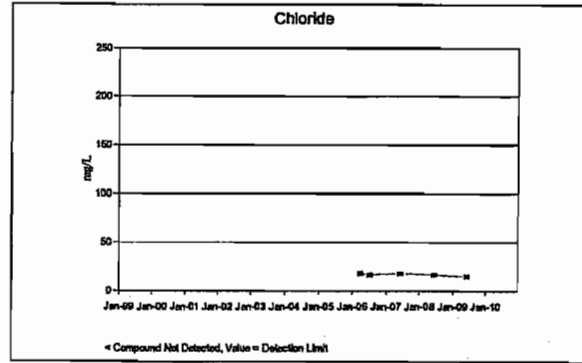 Chloride
250
200
150
100
50
0
mg/L
Jan-99 Jan-00 Jan-01 Jan-02 Jan-03 Jan-04 Jan-05 Jan-06 Jan-07 Jan-08 Jan-09 Jan-10
< Compound Not Detected, Value = Detection Limit